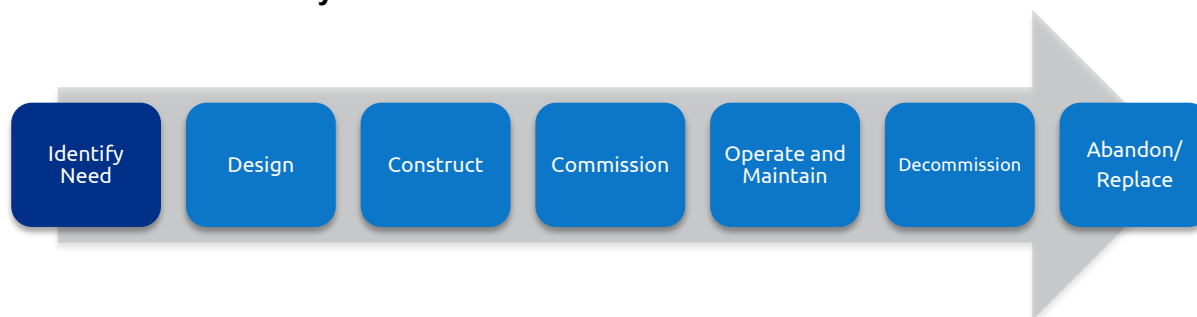 Identify
Need
Design
Construct
Commission
Operate and
Maintain
Decommission
Abandon/
Replace